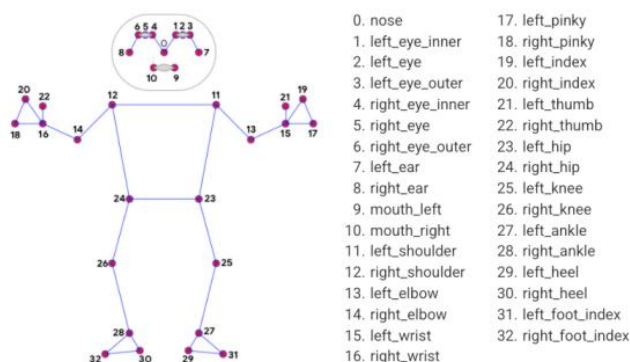 6 5 4 1 2 3
8 0 7
10 9
20 22 12 11 21 19
18 16 14 13 15 17
24 23
26 25
28 27
32 30 29 31
0. nose
1. left_eye_inner
2. left_eye
3. left_eye_outer
4. right_eye_inner
5. right_eye
6. right_eye_outer
7. left_ear
8. right_ear
9. mouth_left
10. mouth_right
11. left_shoulder
12. right_shoulder
13. left_elbow
14. right_elbow
15. left_wrist
16. right_wrist
17. left_pinky
18. right_pinky
19. left_index
20. right_index
21. left_thumb
22. right_thumb
23. left_hip
24. right_hip
25. left_knee
26. right_knee
27. left_ankle
28. right_ankle
29. left_heel
30. right_heel
31. left_foot_index
32. right_foot_index